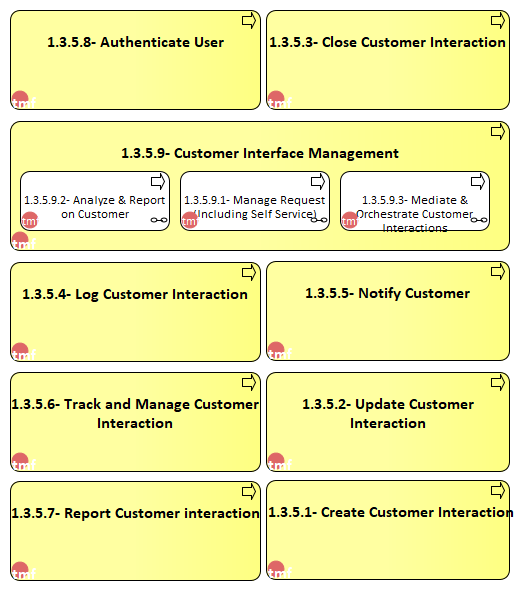 1.3.5.8- Authenticate User
tmf
1.3.5.3- Close Customer Interaction
tmf
1.3.5.9- Customer Interface Management
1.3.5.9.2- Analyze & Report
on Customer
tmf
1.3.5.9.1- Manage Request
(Including Self Service)
tmf
1.3.5.9.3- Mediate &
Orchestrate Customer
Interactions
tmf
tmf
1.3.5.4- Log Customer Interaction
tmf
1.3.5.5- Notify Customer
tmf
1.3.5.6- Track and Manage Customer
Interaction
tmf
1.3.5.2- Update Customer
Interaction
tmf
1.3.5.7- Report Customer interaction
tmf
1.3.5.1- Create Customer Interaction
tmf